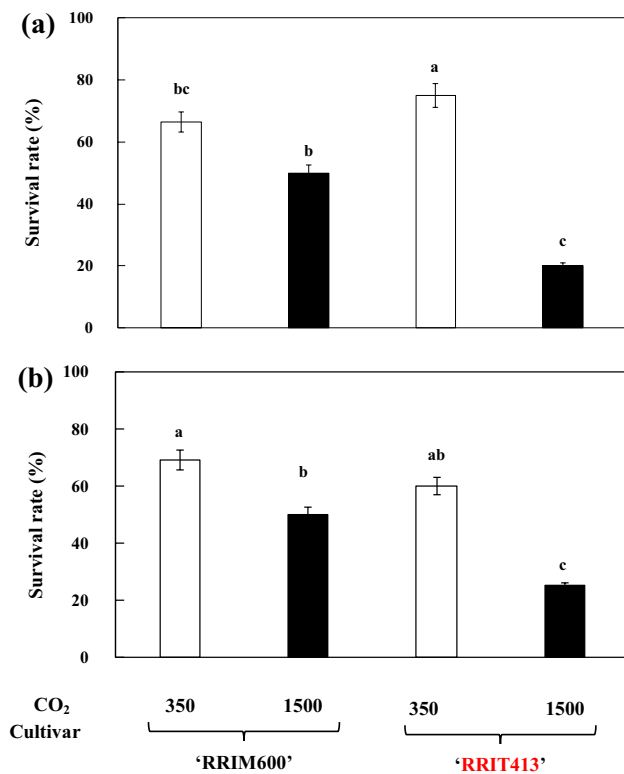 (a)
100
80
60
40
20
0
Survival rate (%)
bc
b
a
c
(b)
100
80
60
40
20
0
Survival rate (%)
a
b
ab
c
CO₂ 350 1500 350 1500
Cultivar
‘RRIM600’ ‘RRIT413’